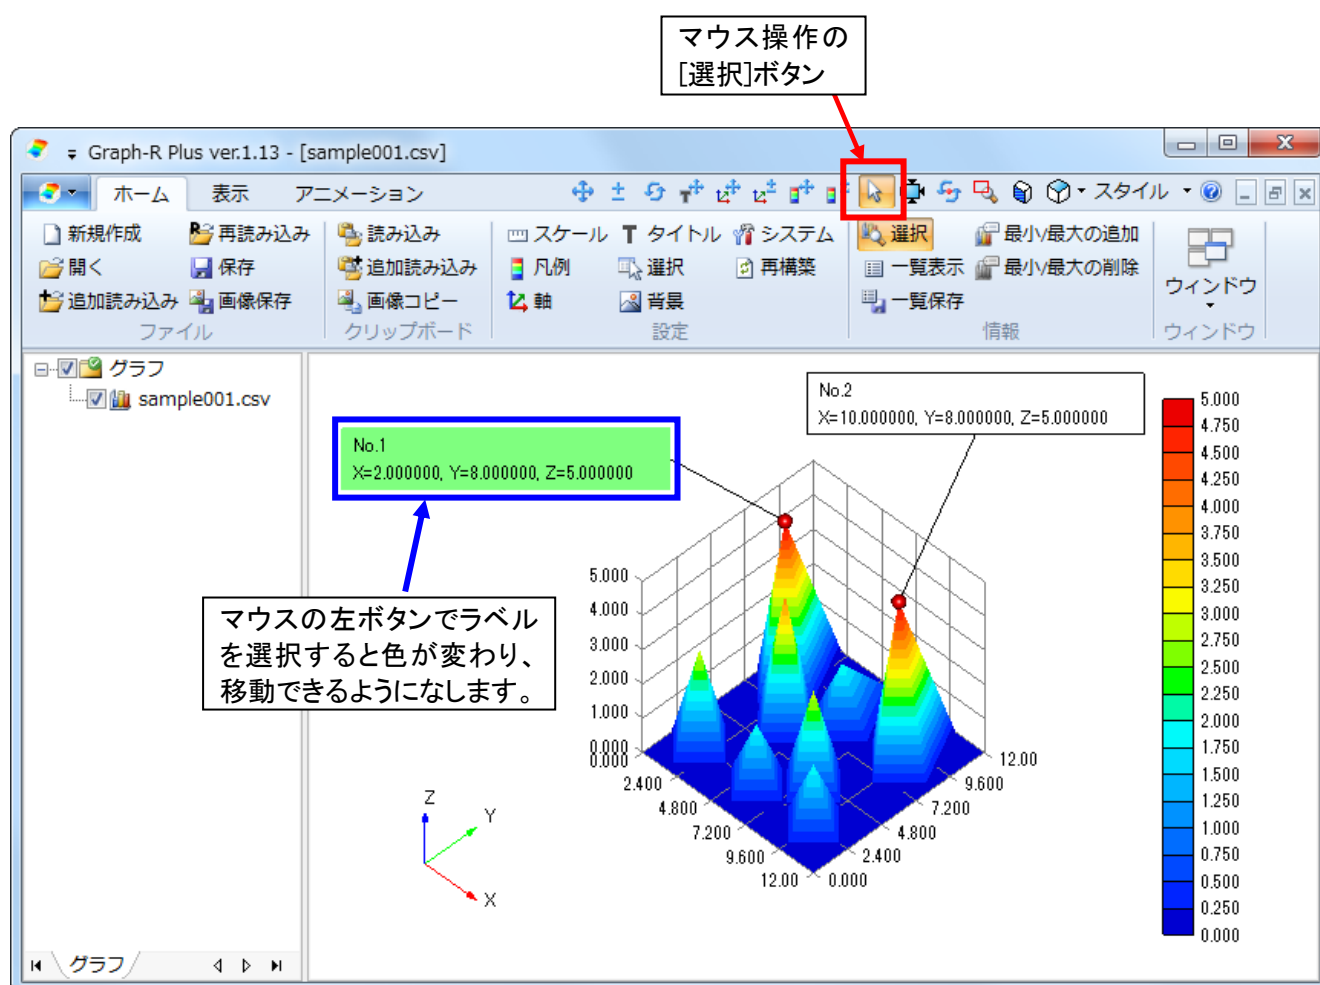 マウス操作の
[選択]ボタン
Graph-R Plus ver.1.13 - [sample001.csv]
ホーム 表示 アニメーション スタイル
新規作成 再読み込み 読み込み スケール タイトル システム 選択 最小/最大の追加
開く 保存 追加読み込み 凡例 選択 再構築 一覧表示 最小/最大の削除
追加読み込み 画像保存 画像コピー 軸 背景 一覧保存
ウィンドウ
ファイル クリップボード 設定 情報 ウィンドウ
グラフ
sample001.csv
No.1
X=2.000000, Y=8.000000, Z=5.000000
No.2
X=10.000000, Y=8.000000, Z=5.000000
マウスの左ボタンでラベル
を選択すると色が変わり、
移動できるようになします。
5.000
4.000
3.000
2.000
1.000
0.000
0.000
2.400
4.800
7.200
9.600
12.00
0.000
2.400
4.800
7.200
9.600
12.00
Z
Y
X
5.000
4.750
4.500
4.250
4.000
3.750
3.500
3.250
3.000
2.750
2.500
2.250
2.000
1.750
1.500
1.250
1.000
0.750
0.500
0.250
0.000
グラフ